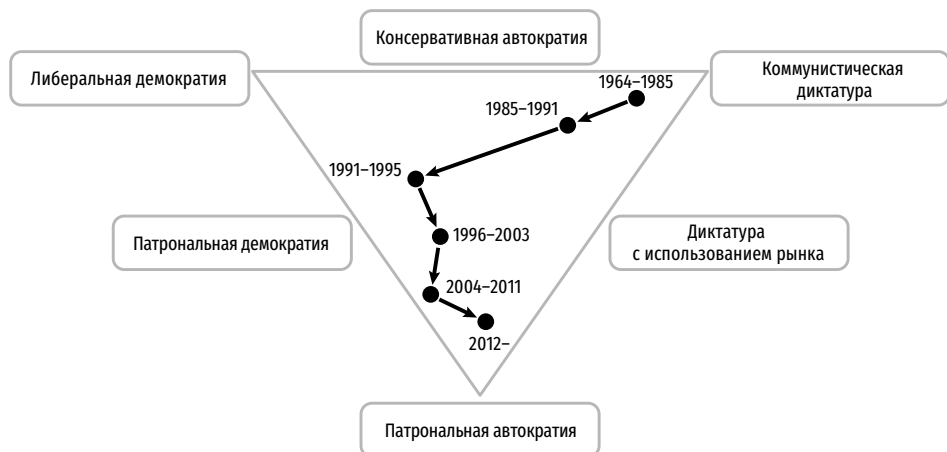 Консервативная автократия
Либеральная демократия
Коммунистическая
диктатура
1964–1985
1985–1991
1991–1995
Патрональная демократия
1996–2003
Диктатура
с использованием рынка
2004–2011
2012–
Патрональная автократия